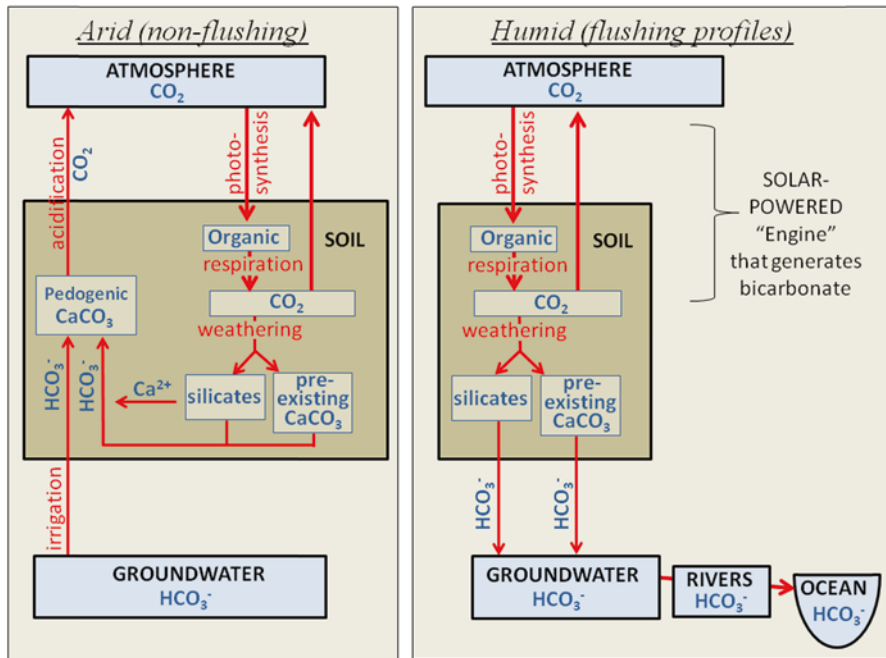 Arid (non-flushing)
ATMOSPHERE
CO₂
acidification
CO₂
photo-
synthesis
Organic
SOIL
respiration
CO₂
weathering
Pedogenic
CaCO₃
HCO₃⁻
HCO₃⁻
Ca²⁺
silicates
pre-
existing
CaCO₃
irrigation
GROUNDWATER
HCO₃⁻
Humid (flushing profiles)
ATMOSPHERE
CO₂
photo-
synthesis
SOLAR-
POWERED
“Engine”
that generates
bicarbonate
Organic
SOIL
respiration
CO₂
weathering
silicates
pre-
existing
CaCO₃
HCO₃⁻
HCO₃⁻
GROUNDWATER
HCO₃⁻
RIVERS
HCO₃⁻
OCEAN
HCO₃⁻